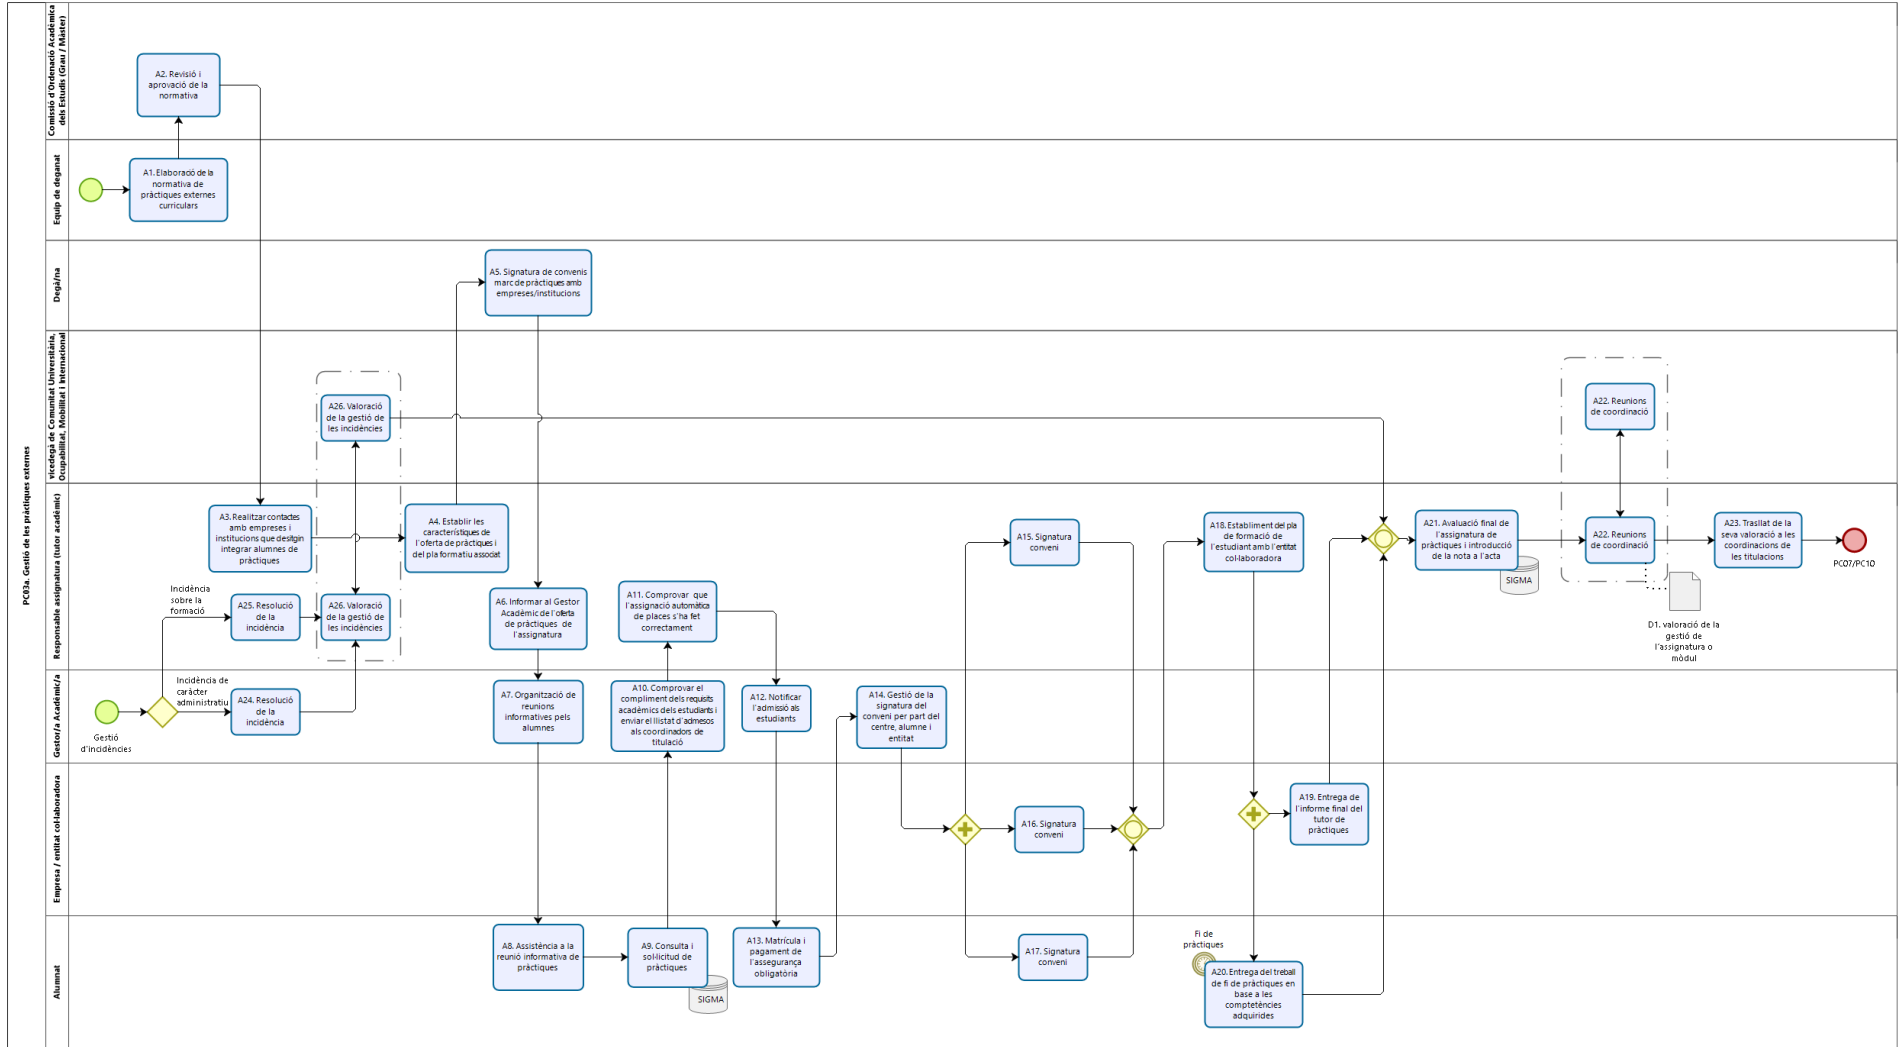 PC03a. Gestió de les pràctiques externes
Comissió d'Ordenació Acadèmica
dels Estudis (Grau / Màster)
A2. Revisió i
aprovació de la
normativa
Equip de deganat
A1. Elaboració de la
normativa de
pràctiques externes
curriculars
Degà/na
A5. Signatura de convenis
marc de pràctiques amb
empreses/institucions
vicedegà de Comunitat Universitària,
Ocupabilitat, Mobilitat i Internacional
A26. Valoració
de la gestió de
les incidències
A22. Reunions
de coordinació
Responsable assignatura (tutor acadèmic)
A3. Realitzar contactes
amb empreses i
institucions que desitgin
integrar alumnes de
pràctiques
A4. Establir les
característiques de
l'oferta de pràctiques i
del pla formatiu associat
A15. Signatura
conveni
A18. Establiment del pla
de formació de
l'estudiant amb l'entitat
col·laboradora
A21. Avaluació final de
l'assignatura de
pràctiques i introducció
de la nota a l'acta
SIGMA
A22. Reunions
de coordinació
A23. Trasllat de la
seva valoració a les
coordinacions de
les titulacions
PC07/PC10
Incidència
sobre la
formació
A25. Resolució
de la
incidència
A26. Valoració
de la gestió de
les incidències
A6. Informar al Gestor
Acadèmic de l'oferta
de pràctiques de
l'assignatura
A11. Comprovar que
l'assignació automàtica
de places s'ha fet
correctament
D1. valoració de la
gestió de
l'assignatura o
mòdul
Gestor/a Acadèmic/a
Gestió
d'incidències
Incidència de
caràcter
administratiu
A24. Resolució
de la
incidència
A7. Organització de
reunions
informatives pels
alumnes
A10. Comprovar el
compliment dels requisits
acadèmics dels estudiants i
enviar el llistat d'admesos
als coordinadors de
titulació
A12. Notificar
l'admissió als
estudiants
A14. Gestió de la
signatura del
conveni per part del
centre, alumne i
entitat
Empresa / entitat col·laboradora
A16. Signatura
conveni
A19. Entrega de
l'informe final del
tutor de
pràctiques
Alumnat
A8. Assistència a la
reunió informativa de
pràctiques
A9. Consulta i
sol·licitud de
pràctiques
SIGMA
A13. Matrícula i
pagament de
l'assegurança
obligatòria
A17. Signatura
conveni
Fi de
pràctiques
A20. Entrega del treball
de fi de pràctiques en
base a les
comptetències
adquirides